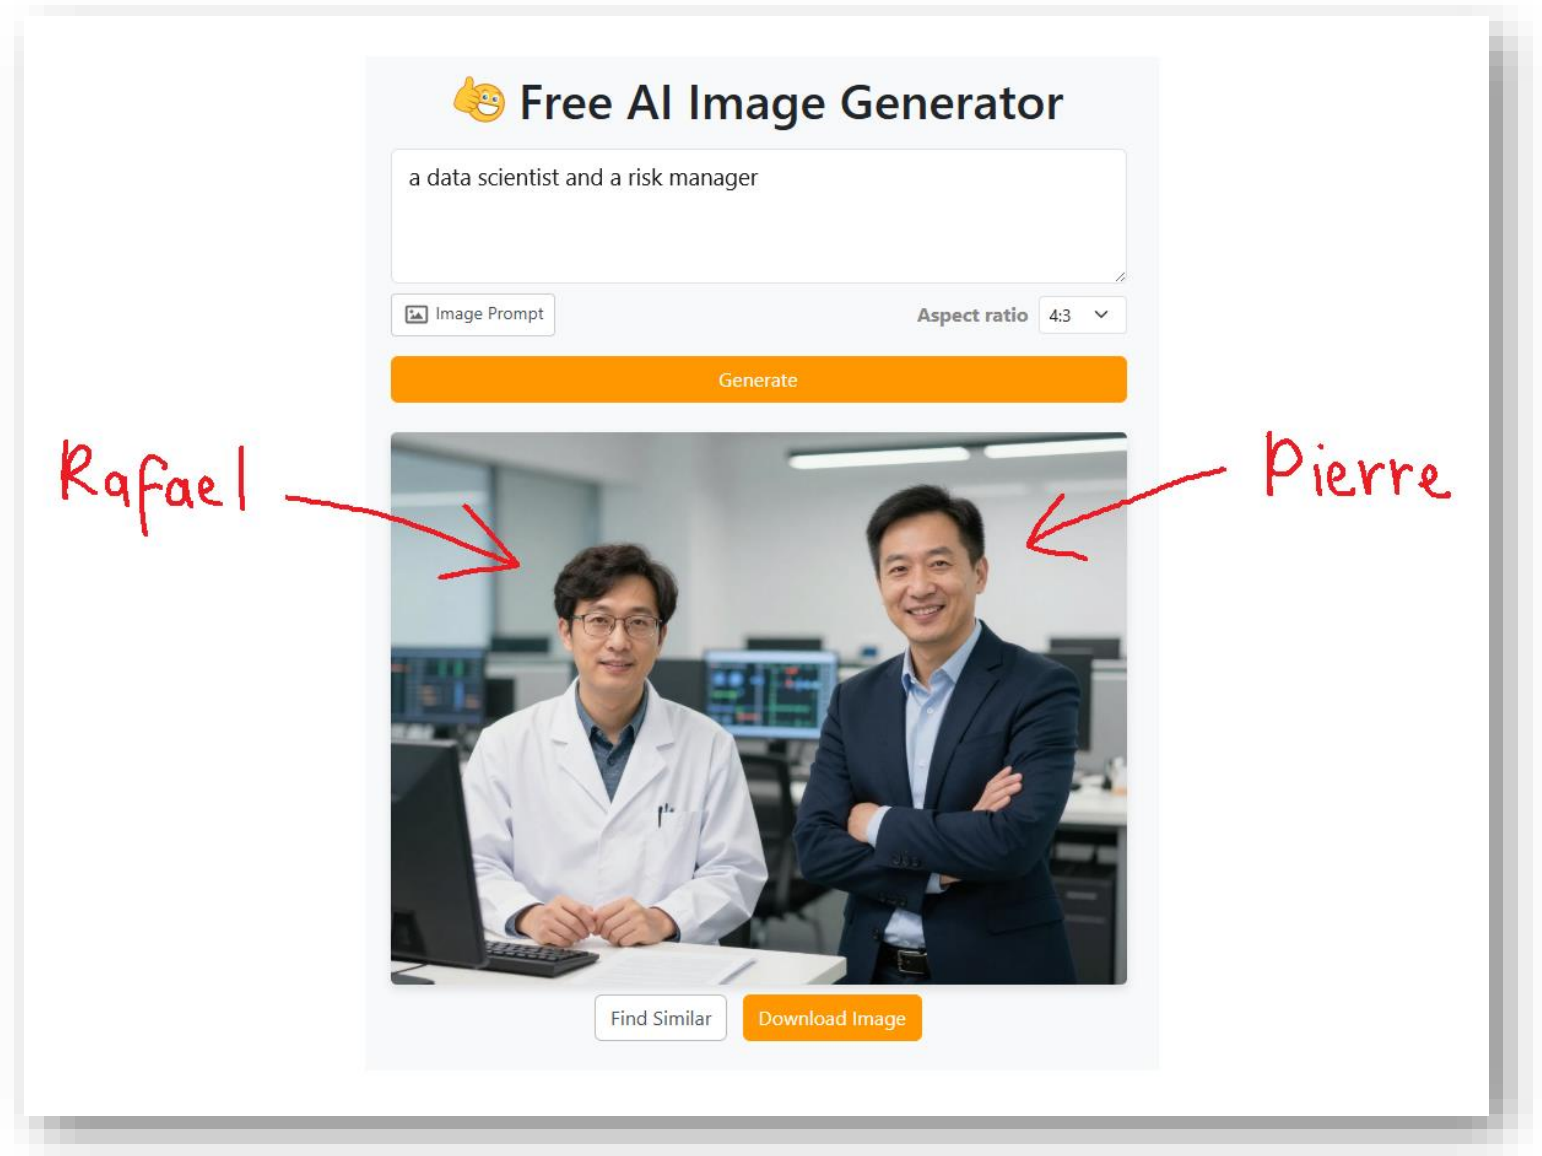 Free AI Image Generator
a data scientist and a risk manager
Image Prompt
Aspect ratio 4:3
Generate
Rafael
Pierre
Find Similar
Download Image